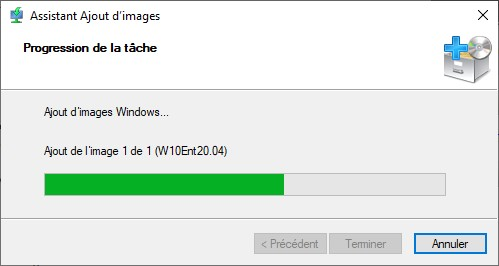 Assistant Ajout d'images
Progression de la tâche
Ajout d'images Windows...
Ajout de l'image 1 de 1 (W10Ent20.04)
< Précédent
Terminer
Annuler